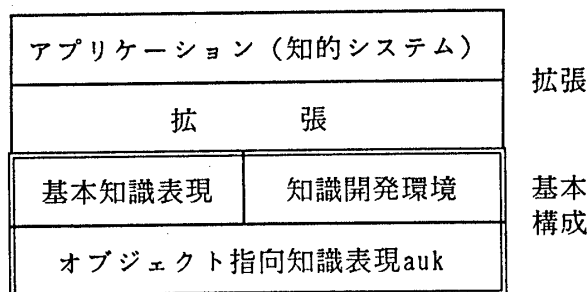 アプリケーション（知的システム）
拡張
拡　　　張
基本知識表現
知識開発環境
基本
構成
オブジェクト指向知識表現auk